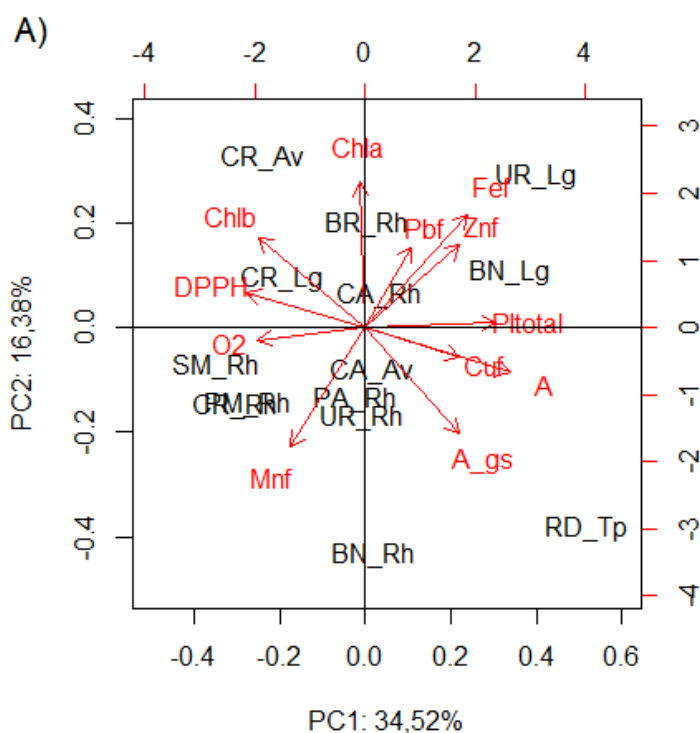 A)
-4 -2 0 2 4
0.4 3
CR_Av Chla UR_Lg
Fef
Chlb BR_Rh Pbf Znf 0.2 2
CR_Lg CA_Rh BN_Lg 1
DPPH
0.0 Pltotal 0
O2
SM_Rh CA_Av Cuf A -1
CR_Rh PM_Rh PA_Rh
-0.2 UR_Rh
Mnf A_gs -2
RD_Tp
-0.4 BN_Rh -3
-4
-0.4 -0.2 0.0 0.2 0.4 0.6
PC2: 16,38%
PC1: 34,52%